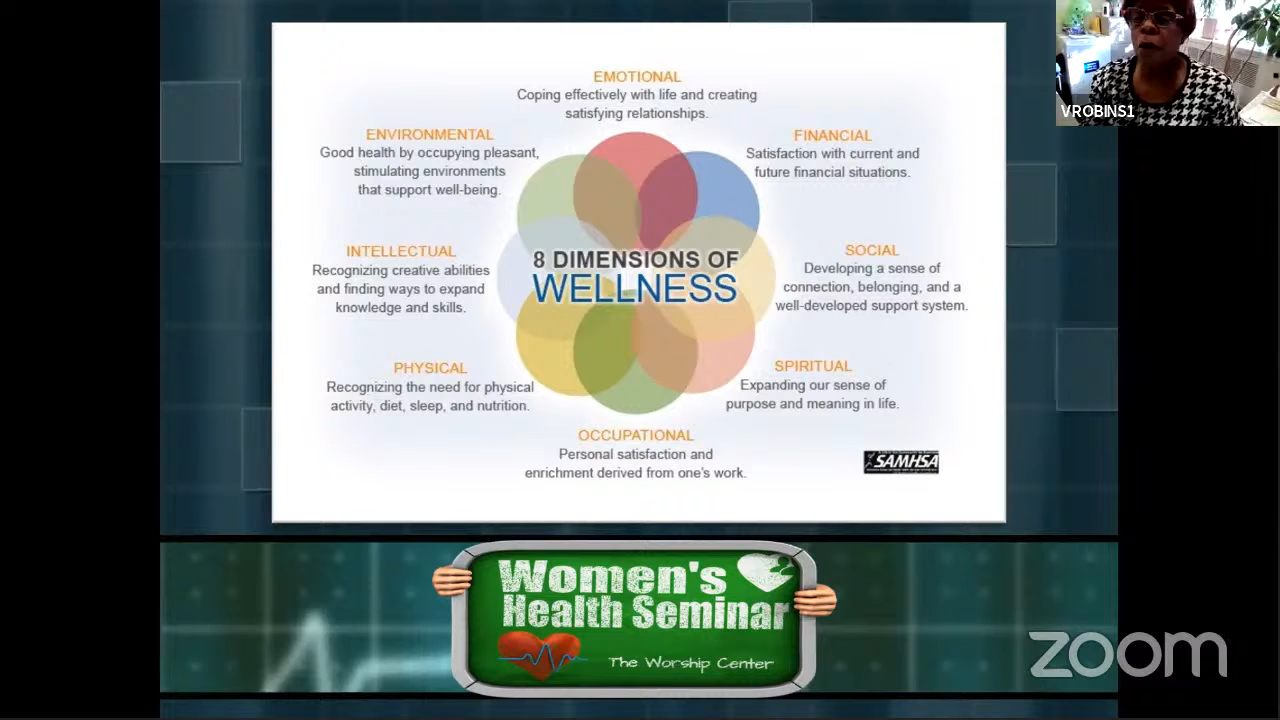 EMOTIONAL
Coping effectively with life and creating
satisfying relationships.
ENVIRONMENTAL
Good health by occupying pleasant,
stimulating environments
that support well-being.
FINANCIAL
Satisfaction with current and
future financial situations.
INTELLECTUAL
Recognizing creative abilities
and finding ways to expand
knowledge and skills.
8 DIMENSIONS OF
WELLNESS
SOCIAL
Developing a sense of
connection, belonging, and a
well-developed support system.
PHYSICAL
Recognizing the need for physical
activity, diet, sleep, and nutrition.
SPIRITUAL
Expanding our sense of
purpose and meaning in life.
OCCUPATIONAL
Personal satisfaction and
enrichment derived from one's work.
SAMHSA
VROBINS1
Women's
Health Seminar
The Worship Center
zoom